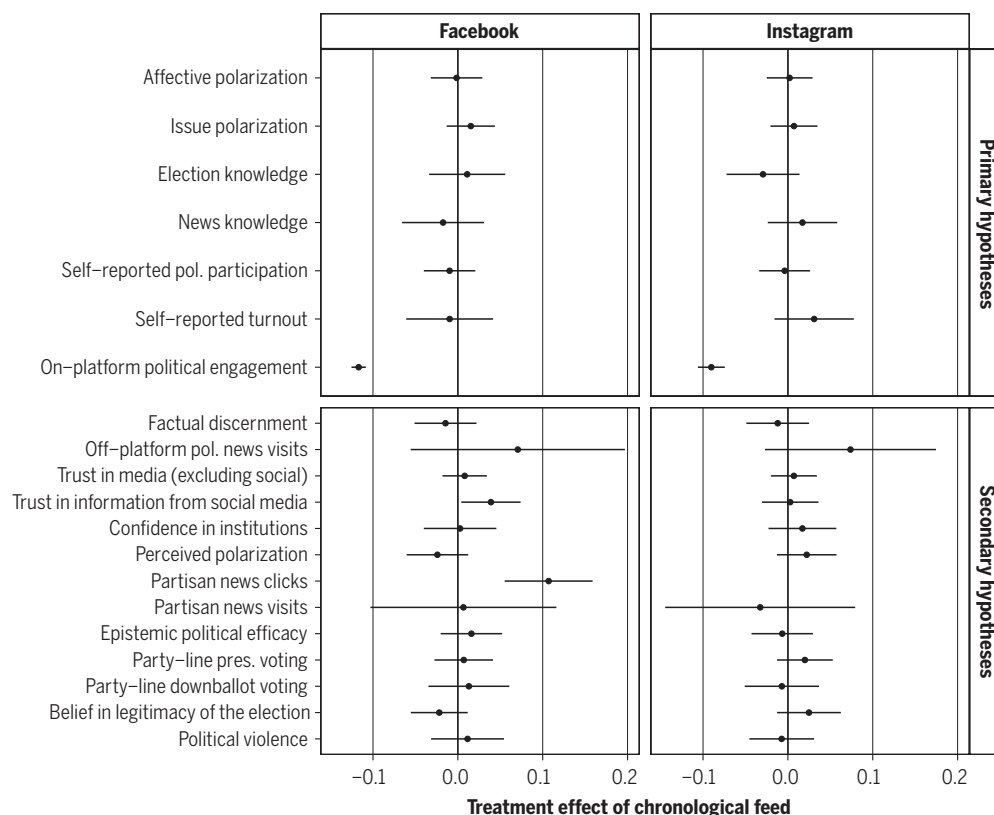 Facebook
Instagram
Affective polarization
Issue polarization
Election knowledge
News knowledge
Self–reported pol. participation
Self–reported turnout
On–platform political engagement
Primary hypotheses
Factual discernment
Off–platform pol. news visits
Trust in media (excluding social)
Trust in information from social media
Confidence in institutions
Perceived polarization
Partisan news clicks
Partisan news visits
Epistemic political efficacy
Party–line pres. voting
Party–line downballot voting
Belief in legitimacy of the election
Political violence
Secondary hypotheses
−0.1 0.0 0.1 0.2 −0.1 0.0 0.1 0.2
Treatment effect of chronological feed